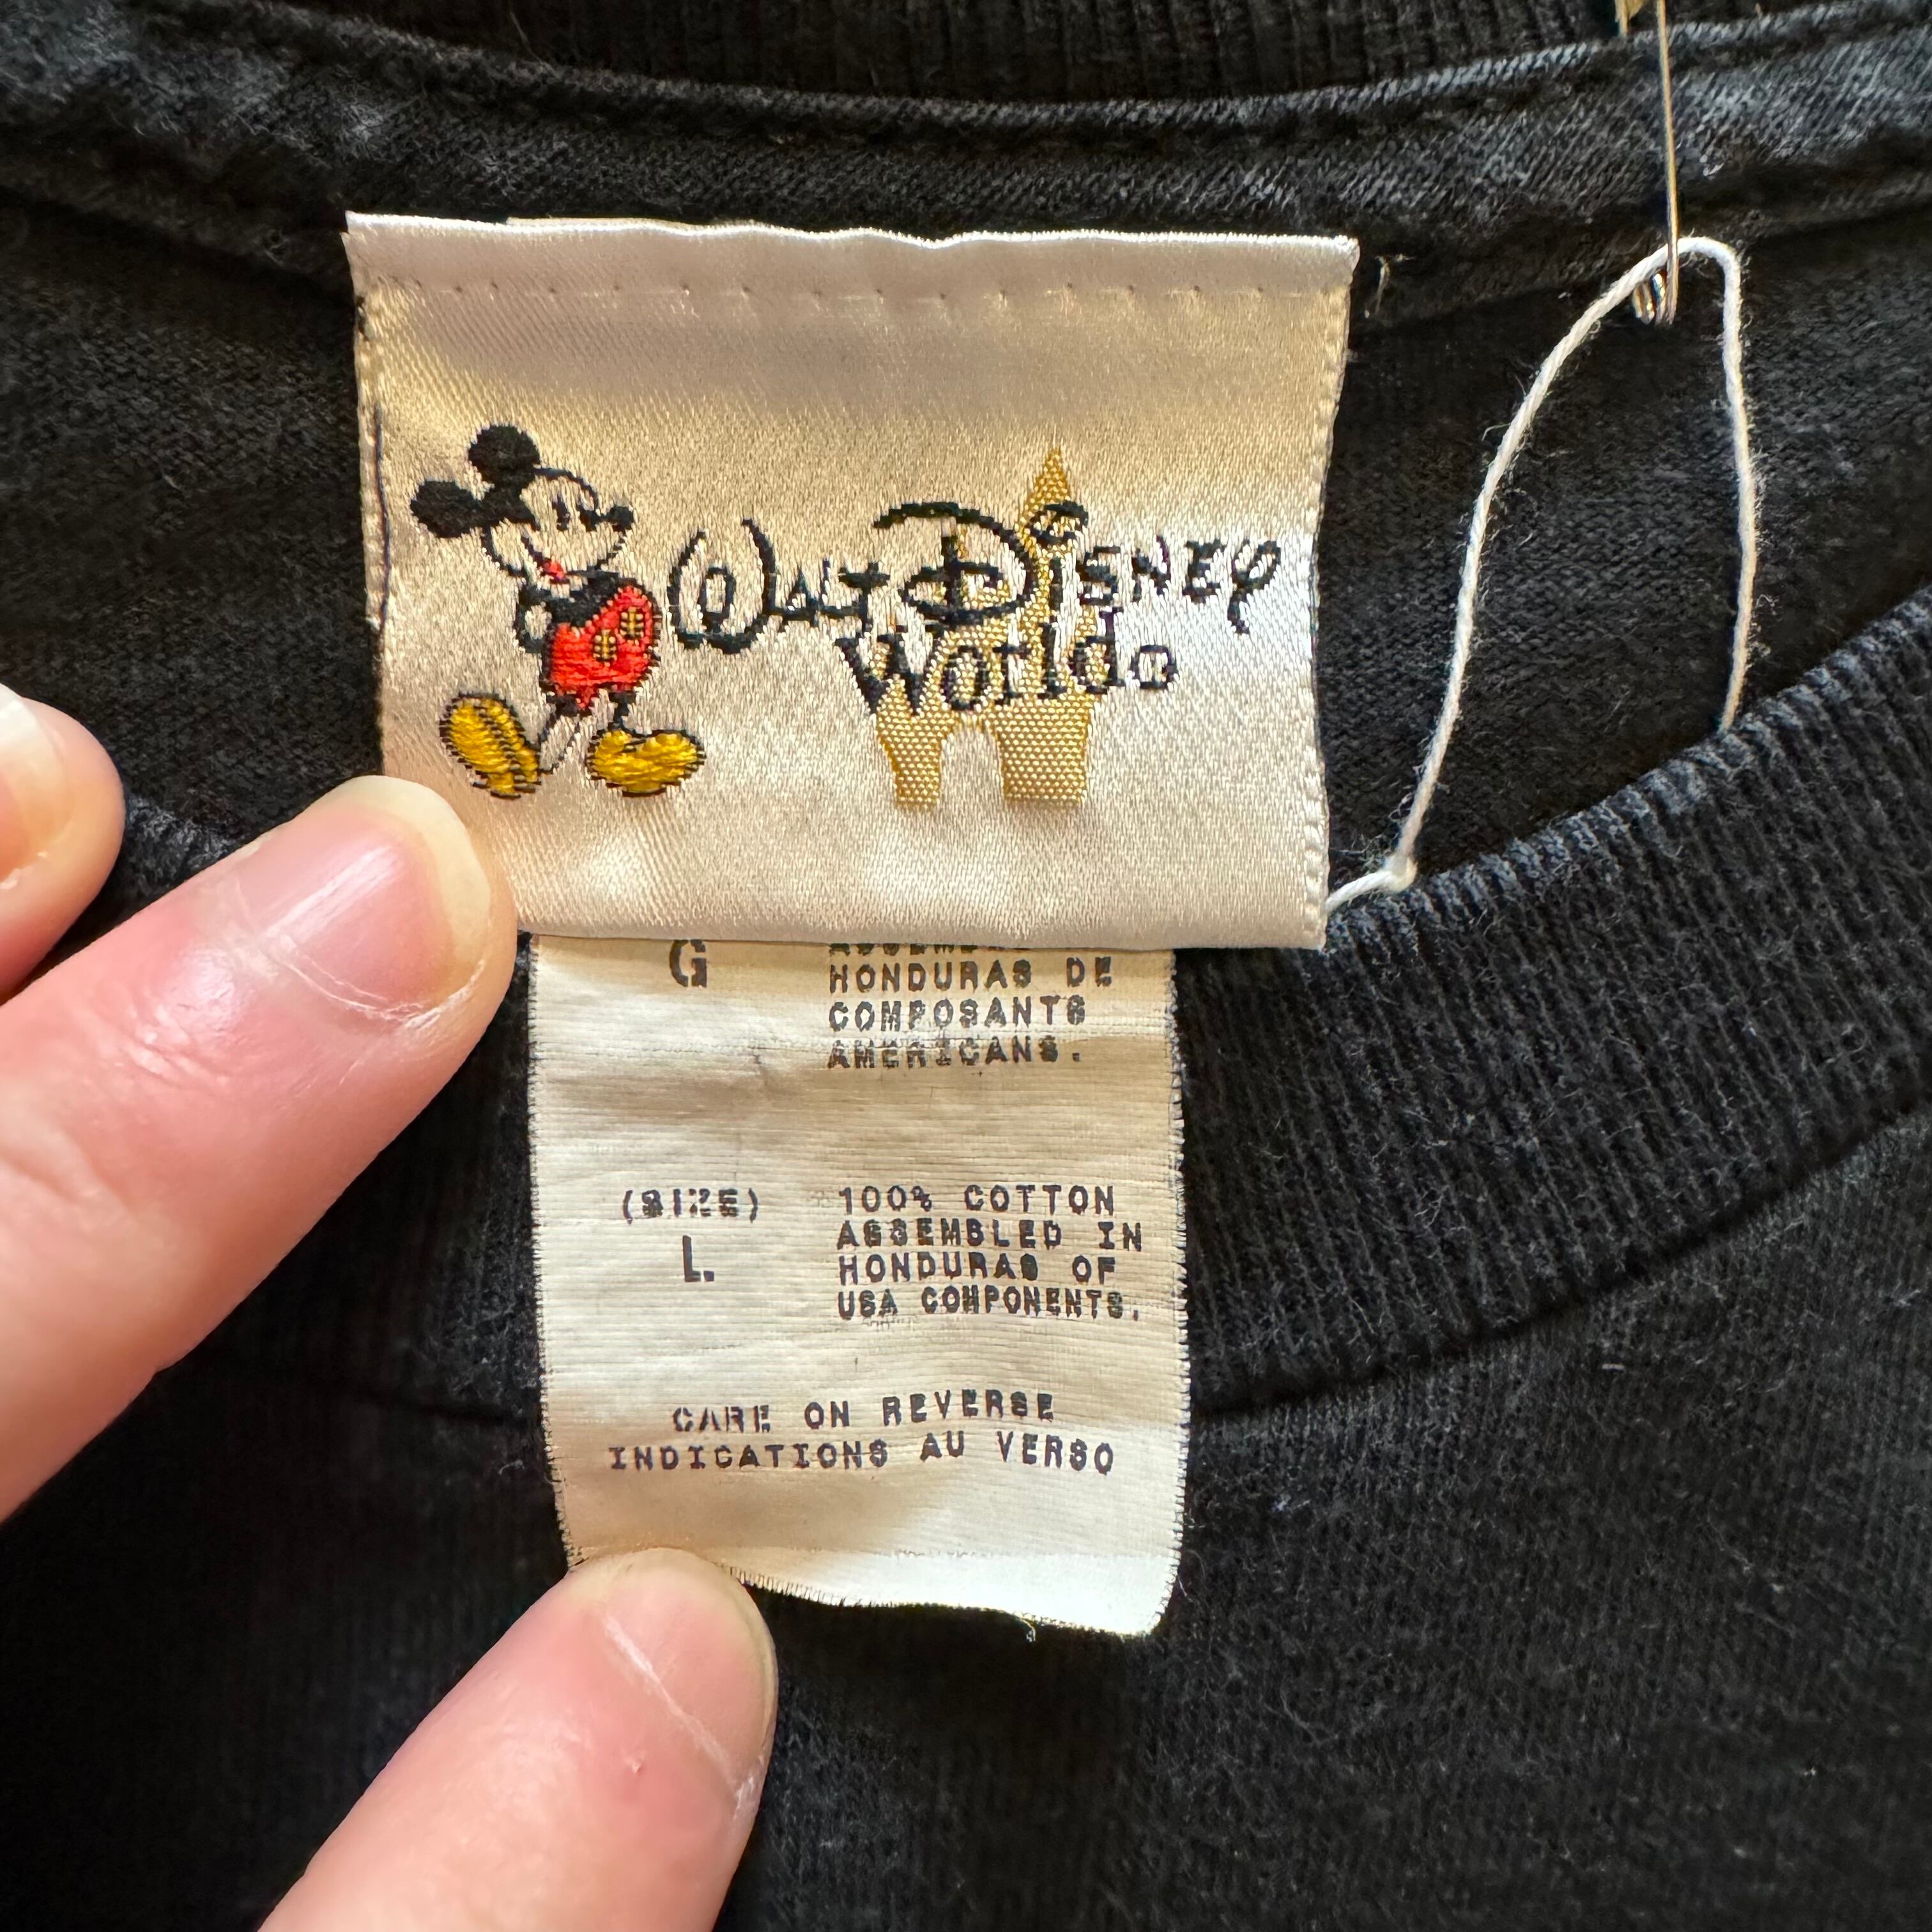 Walt Disney
World®
G
HONDURAS DE
COMPOSANTS
AMERICANS.
(SIZE) 100% COTTON
ASSEMBLED IN
L. HONDURAS OF
USA COMPONENTS.
CARE ON REVERSE
INDICATIONS AU VERSO